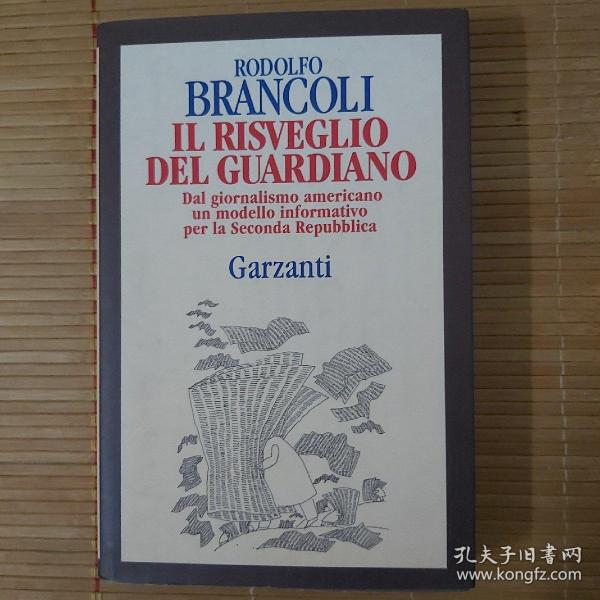 RODOLFO
BRANCOLI
IL RISVEGLIO
DEL GUARDIANO
Dal giornalismo americano
un modello informativo
per la Seconda Repubblica
Garzanti
孔夫子旧書网
www.kongfz.com